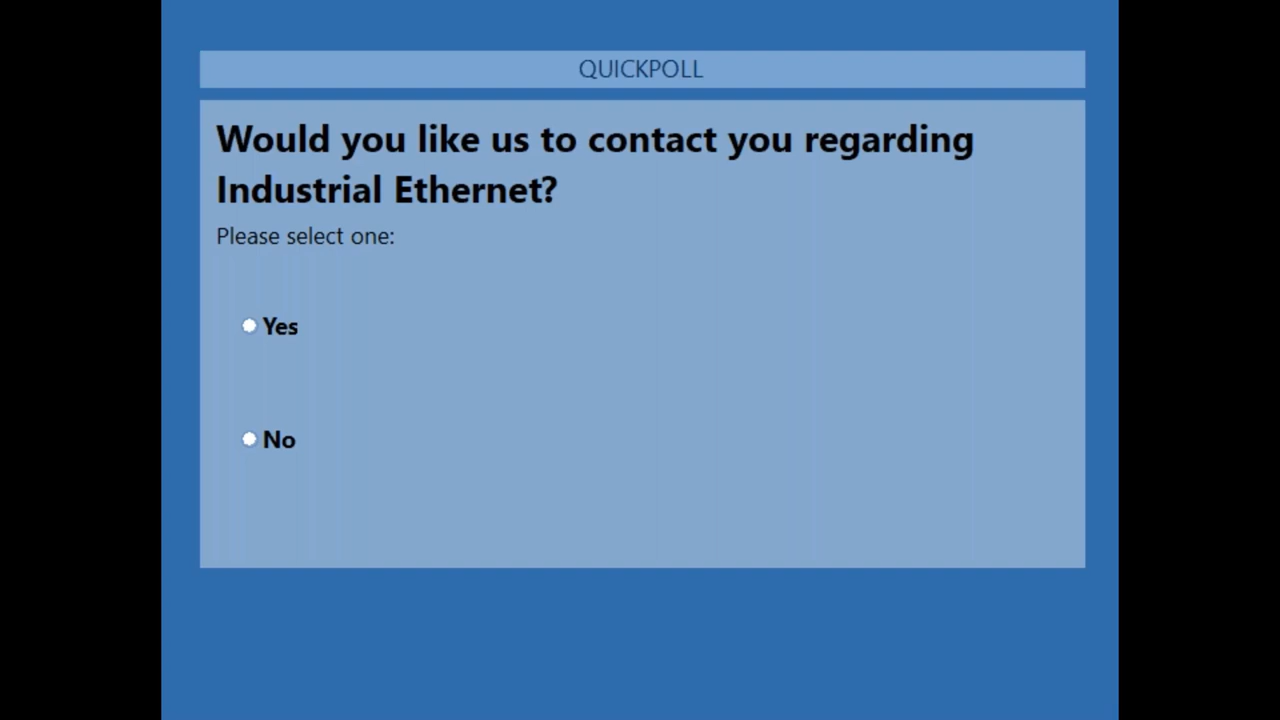 QUICKPOLL
Would you like us to contact you regarding
Industrial Ethernet?
Please select one:
Yes
No